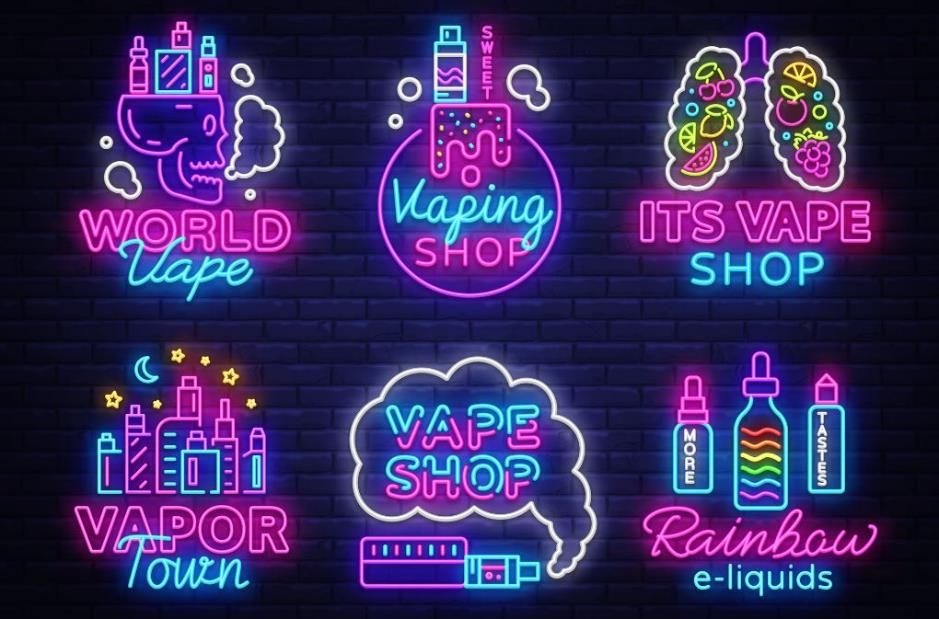 WORLD
Vape
SWEET
Vaping
SHOP
ITS VAPE
SHOP
VAPOR
Town
VAPE
SHOP
MORE
TASTES
Rainbow
e-liquids